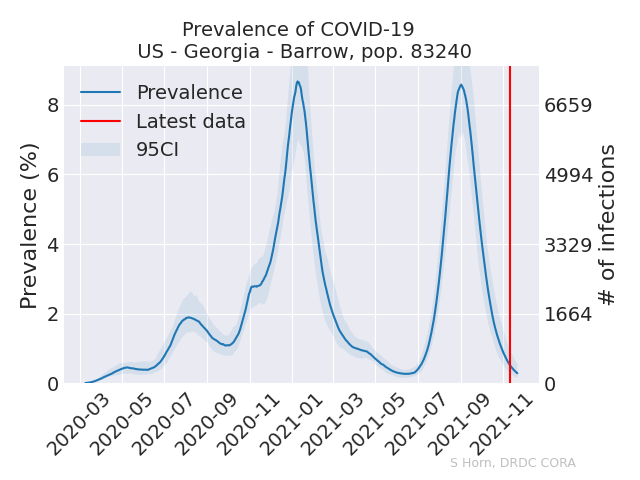 Prevalence of COVID-19
US - Georgia - Barrow, pop. 83240
Prevalence
Latest data
95CI
Prevalence (%)
8
6
4
2
0
# of infections
6659
4994
3329
1664
0
2020-03
2020-05
2020-07
2020-09
2020-11
2021-01
2021-03
2021-05
2021-07
2021-09
2021-11
S Horn, DRDC CORA